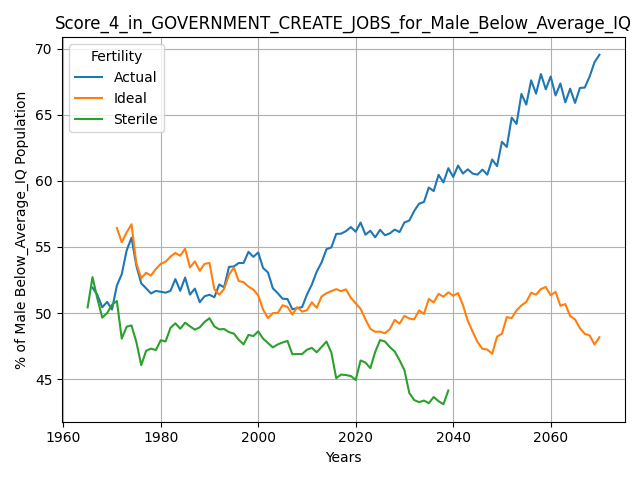 Score_4_in_GOVERNMENT_CREATE_JOBS_for_Male_Below_Average_IQ
% of Male Below_Average_IQ Population
70
65
60
55
50
45
Fertility
Actual
Ideal
Sterile
1960 1980 2000 2020 2040 2060
Years